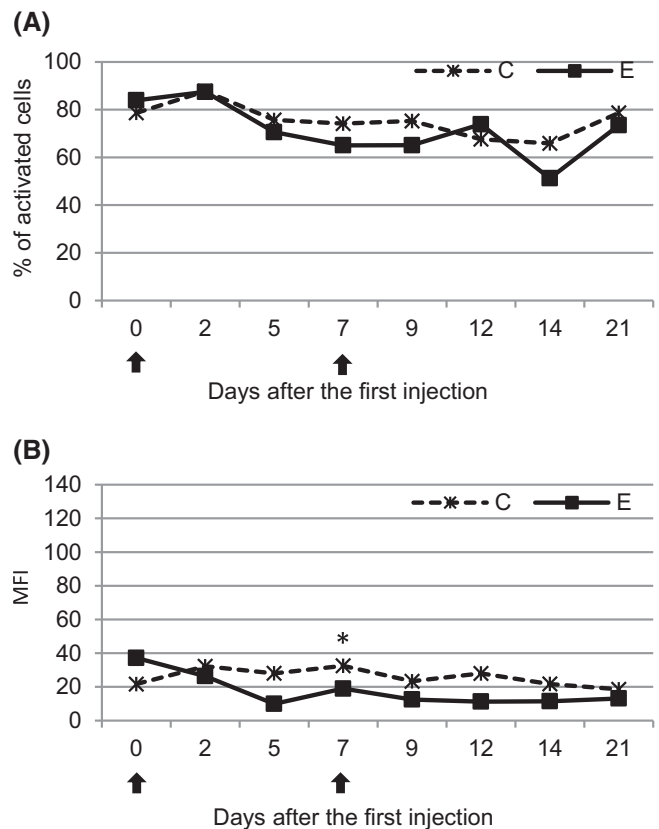 (A)
100
80
60
40
20
0
% of activated cells
C E
0 2 5 7 9 12 14 21
Days after the first injection
(B)
140
120
100
80
60
40
20
0
MFI
C E
*
0 2 5 7 9 12 14 21
Days after the first injection